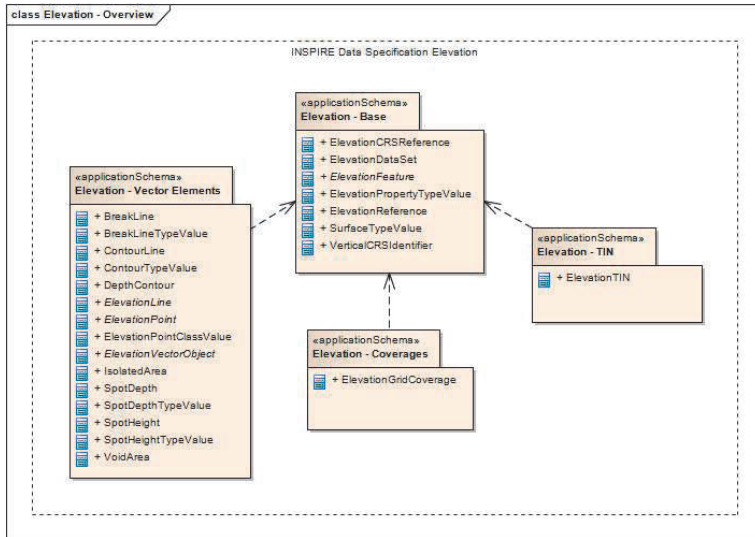 class Elevation - Overview
INSPIRE Data Specification Elevation
«applicationSchema»
Elevation - Base
+ ElevationCRSReference
+ ElevationDataSet
+ ElevationFeature
+ ElevationPropertyTypeValue
+ ElevationReference
+ SurfaceTypeValue
+ VerticalCRSIdentifier
«applicationSchema»
Elevation - Vector Elements
+ BreakLine
+ BreakLineTypeValue
+ ContourLine
+ ContourTypeValue
+ DepthContour
+ ElevationLine
+ ElevationPoint
+ ElevationPointClassValue
+ ElevationVectorObject
+ IsolatedArea
+ SpotDepth
+ SpotDepthTypeValue
+ SpotHeight
+ SpotHeightTypeValue
+ VoidArea
«applicationSchema»
Elevation - TIN
+ ElevationTIN
«applicationSchema»
Elevation - Coverages
+ ElevationGridCoverage